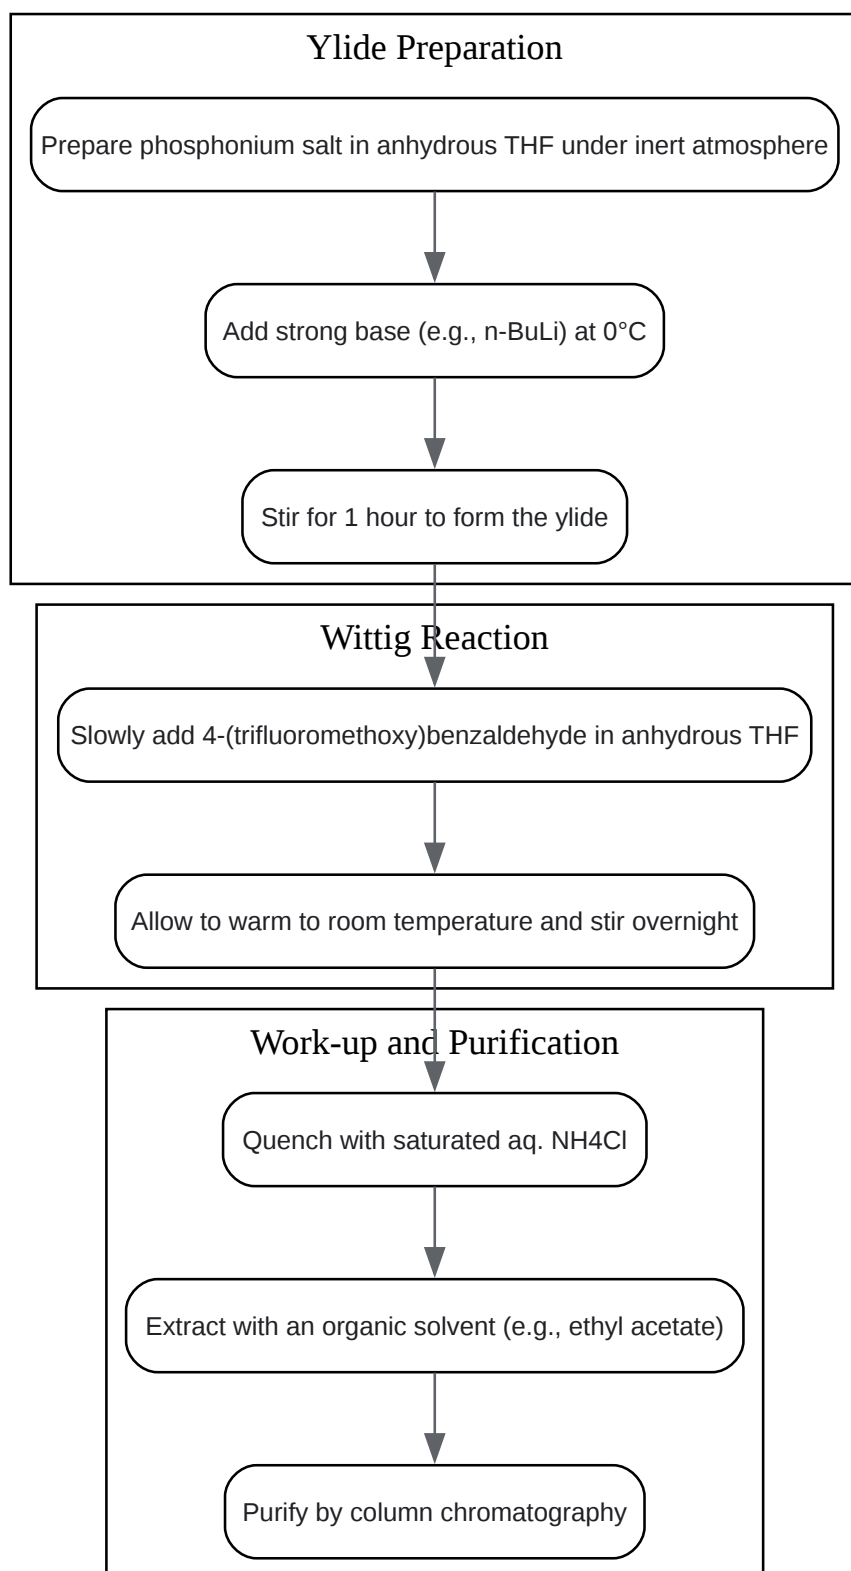 Ylide Preparation
Prepare phosphonium salt in anhydrous THF under inert atmosphere
Add strong base (e.g., n-BuLi) at 0°C
Stir for 1 hour to form the ylide
Wittig Reaction
Slowly add 4-(trifluoromethoxy)benzaldehyde in anhydrous THF
Allow to warm to room temperature and stir overnight
Work-up and Purification
Quench with saturated aq. NH4Cl
Extract with an organic solvent (e.g., ethyl acetate)
Purify by column chromatography